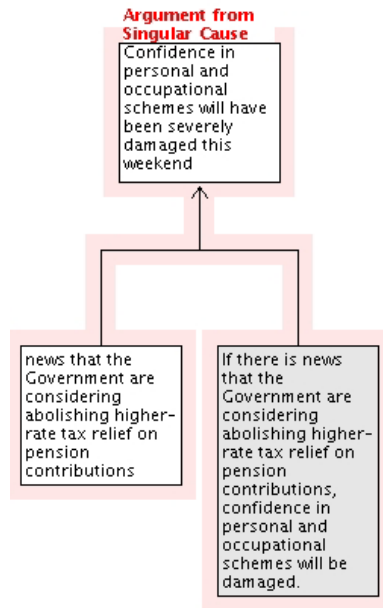 Argument from
Singular Cause
Confidence in
personal and
occupational
schemes will have
been severely
damaged this
weekend
news that the
Government are
considering
abolishing higher-
rate tax relief on
pension
contributions
If there is news
that the
Government are
considering
abolishing higher-
rate tax relief on
pension
contributions,
confidence in
personal and
occupational
schemes will be
damaged.